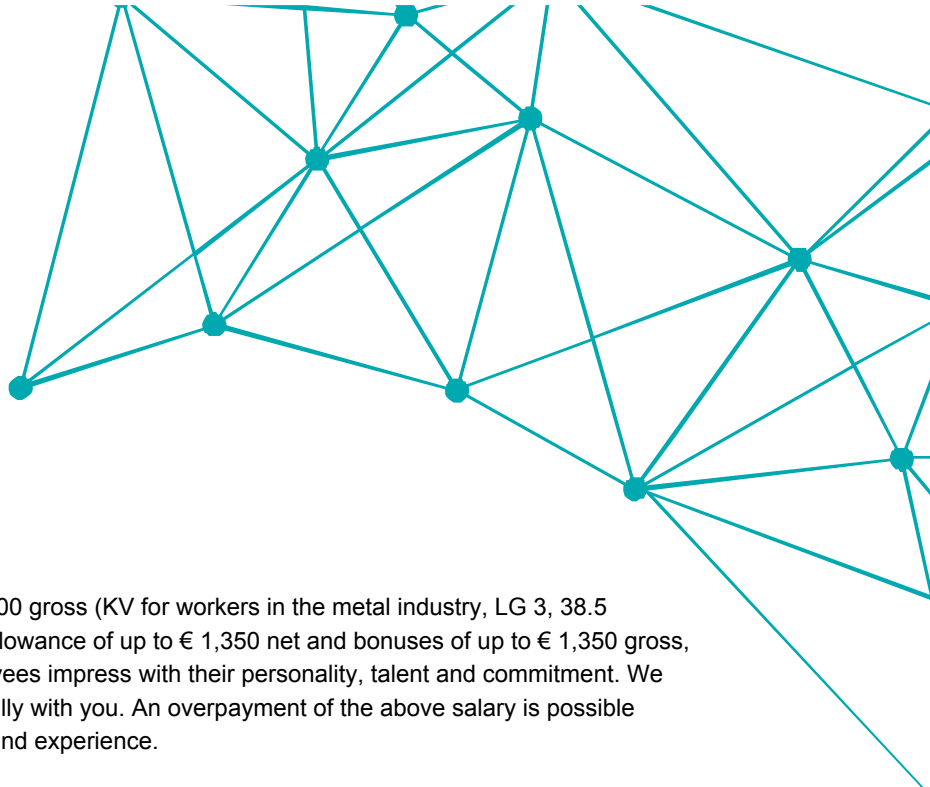 00 gross (KV for workers in the metal industry, LG 3, 38.5
lowance of up to € 1,350 net and bonuses of up to € 1,350 gross,
vees impress with their personality, talent and commitment. We
lly with you. An overpayment of the above salary is possible
nd experience.